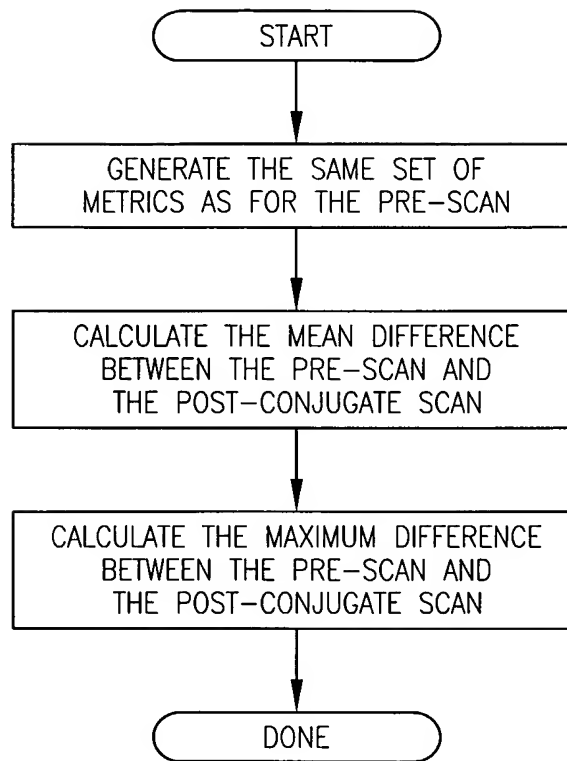 START
GENERATE THE SAME SET OF
METRICS AS FOR THE PRE-SCAN
CALCULATE THE MEAN DIFFERENCE
BETWEEN THE PRE-SCAN AND
THE POST-CONJUGATE SCAN
CALCULATE THE MAXIMUM DIFFERENCE
BETWEEN THE PRE-SCAN AND
THE POST-CONJUGATE SCAN
DONE